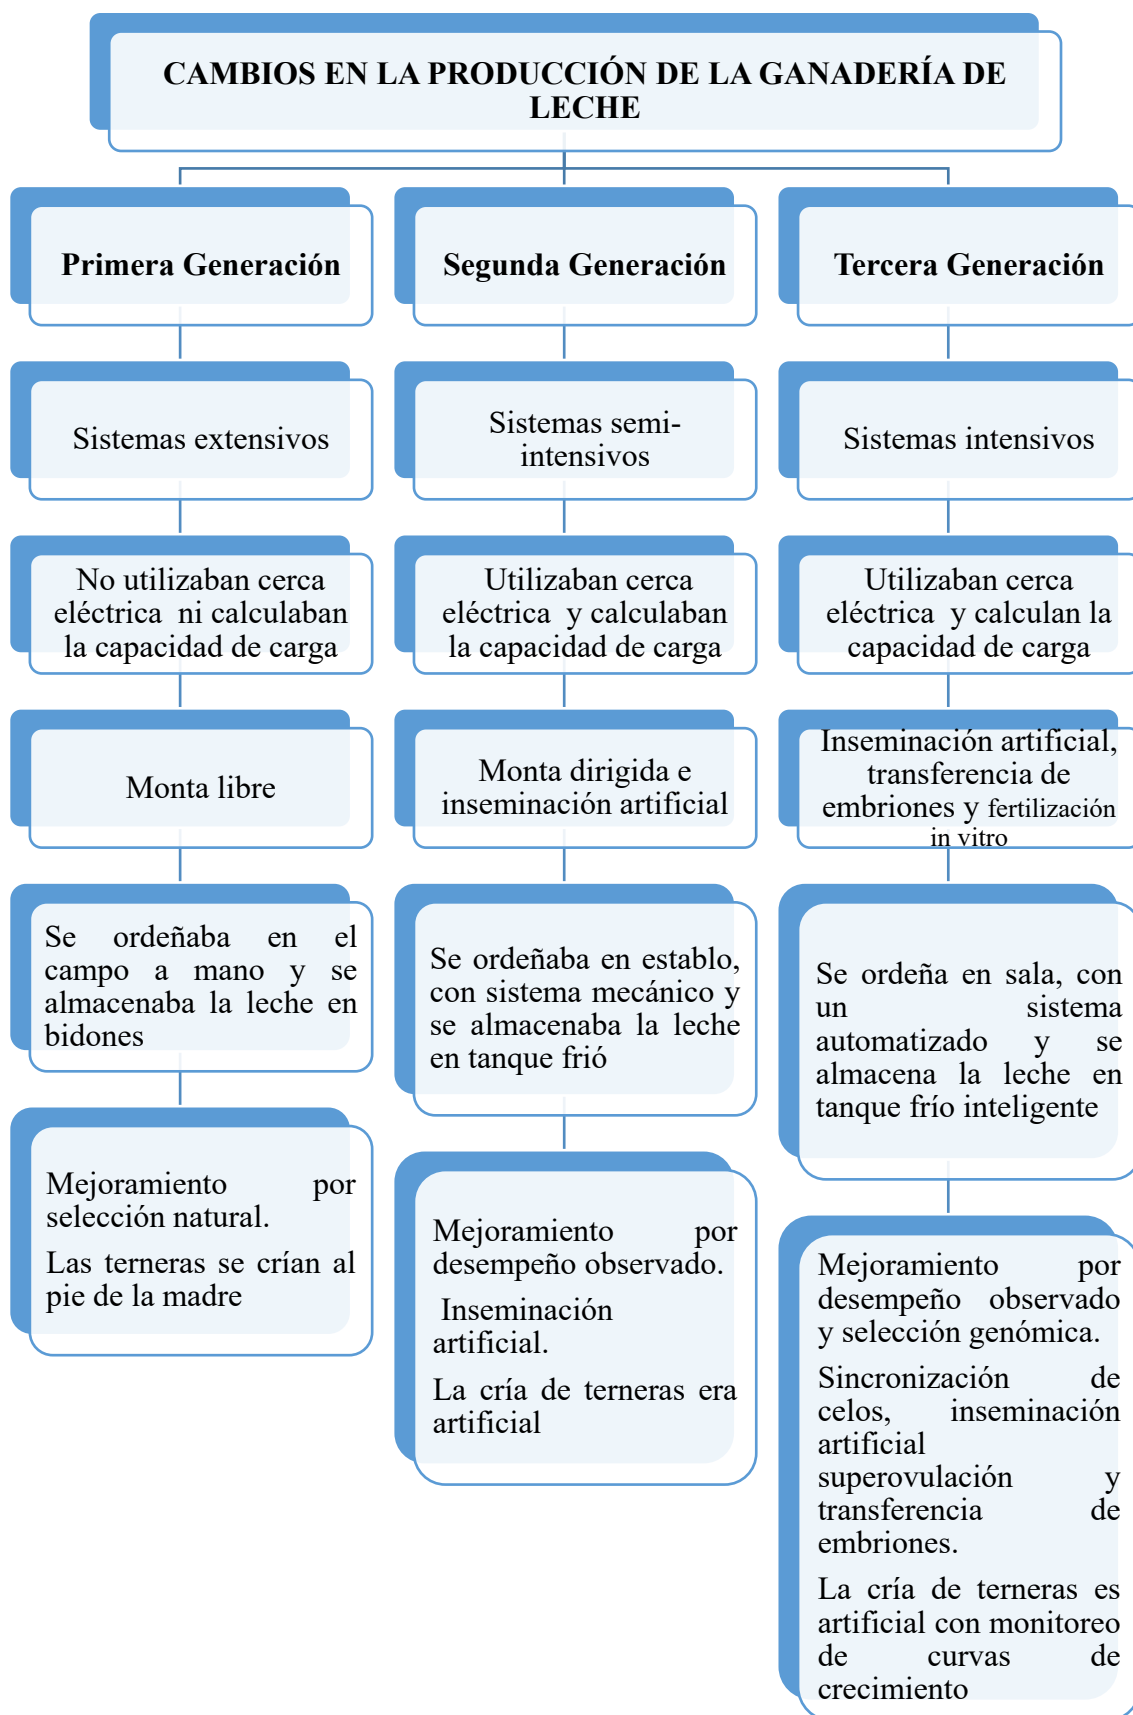 CAMBIOS EN LA PRODUCCIÓN DE LA GANADERÍA DE
LECHE
Primera Generación
Sistemas extensivos
No utilizaban cerca
eléctrica ni calculaban
la capacidad de carga
Monta libre
Se ordeñaba en el
campo a mano y se
almacenaba la leche en
bidones
Mejoramiento por
selección natural.
Las terneras se crían al
pie de la madre
Segunda Generación
Sistemas semi-
intensivos
Utilizaban cerca
eléctrica y calculaban
la capacidad de carga
Monta dirigida e
inseminación artificial
Se ordeñaba en establo,
con sistema mecánico y
se almacenaba la leche
en tanque frió
Mejoramiento por
desempeño observado.
Inseminación
artificial.
La cría de terneras era
artificial
Tercera Generación
Sistemas intensivos
Utilizaban cerca
eléctrica y calculan la
capacidad de carga
Inseminación artificial,
transferencia de
embriones y fertilización
in vitro
Se ordeña en sala, con
un sistema
automatizado y se
almacena la leche en
tanque frío inteligente
Mejoramiento por
desempeño observado
y selección genómica.
Sincronización de
celos, inseminación
artificial
superovulación y
transferencia de
embriones.
La cría de terneras es
artificial con monitoreo
de curvas de
crecimiento